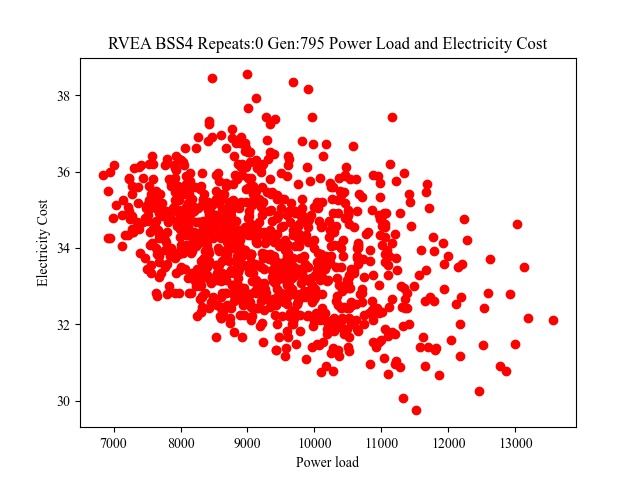 RVEA BSS4 Repeats:0 Gen:795 Power Load and Electricity Cost
Electricity Cost
38
36
34
32
30
7000 8000 9000 10000 11000 12000 13000
Power load